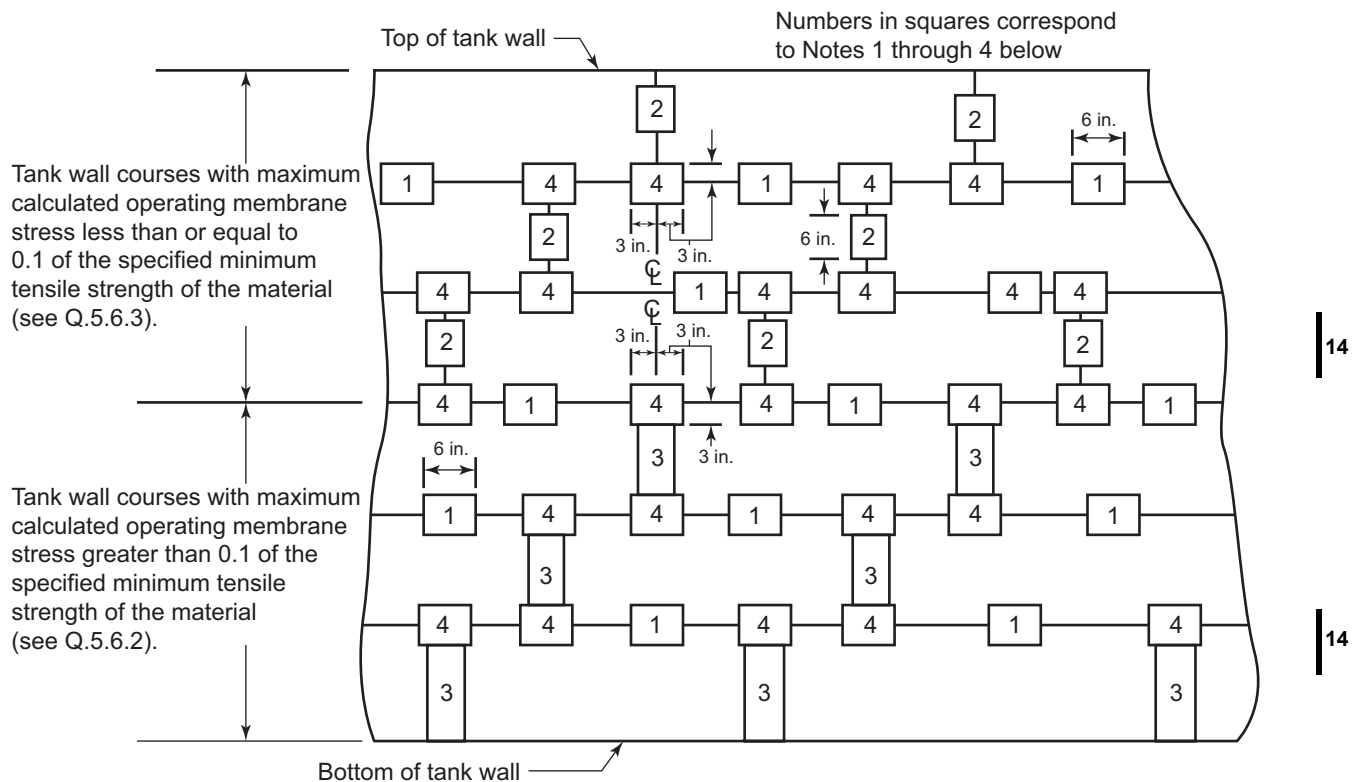 Numbers in squares correspond
to Notes 1 through 4 below
Top of tank wall
2
2
6 in.
Tank wall courses with maximum
calculated operating membrane
stress less than or equal to
0.1 of the specified minimum
tensile strength of the material
(see Q.5.6.3).
1
4
4
1
4
4
1
3 in.
3 in.
2
6 in.
2
℄
4
4
1
4
4
4
4
℄
3 in.
3 in.
2
2
2
14
4
1
4
4
1
4
4
1
3 in.
6 in.
3
3
Tank wall courses with maximum
calculated operating membrane
stress greater than 0.1 of the
specified minimum tensile
strength of the material
(see Q.5.6.2).
1
4
4
1
4
4
1
3
3
4
4
1
4
4
1
4
14
3
3
3
Bottom of tank wall